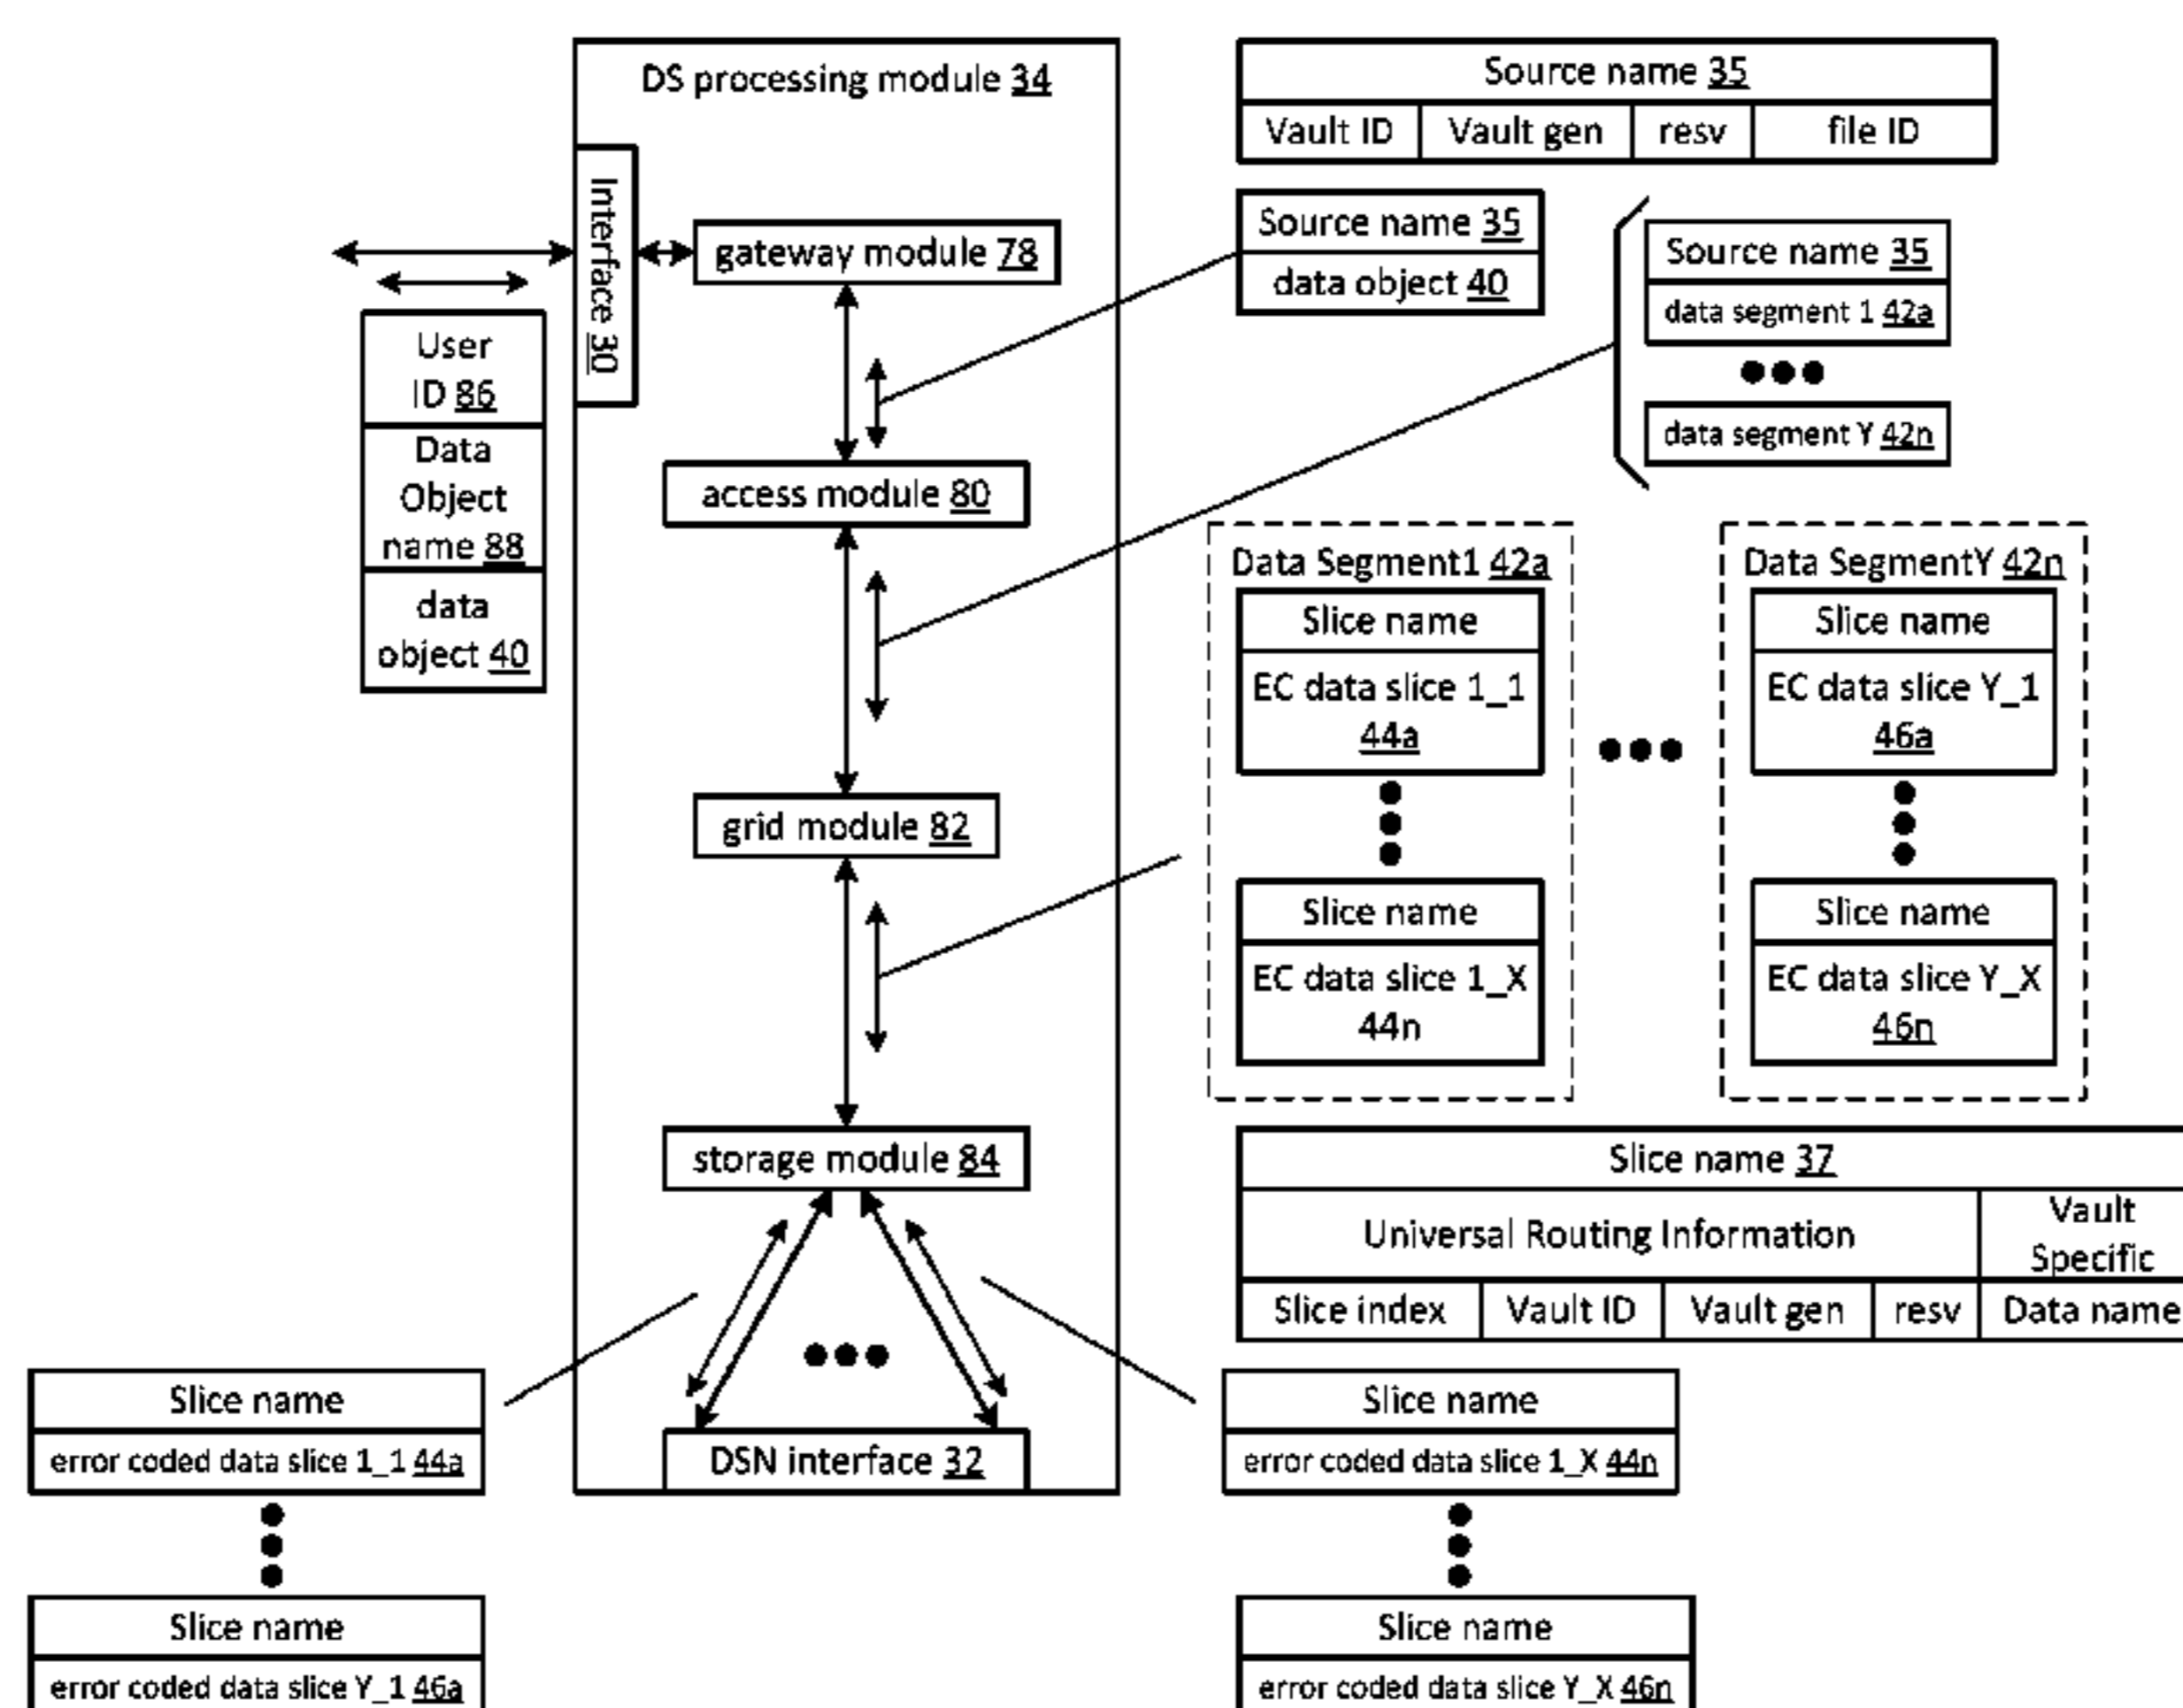 DS processing module 34
Interface 30
gateway module 78
access module 80
grid module 82
storage module 84
DSN interface 32
User
ID 86
Data
Object
name 88
data
object 40
Source name 35
Vault ID Vault gen resv file ID
Source name 35
data object 40
Source name 35
data segment 1 42a
data segment Y 42n
Data Segment1 42a
Slice name
EC data slice 1_1
44a
Slice name
EC data slice 1_X
44n
Data SegmentY 42n
Slice name
EC data slice Y_1
46a
Slice name
EC data slice Y_X
46n
Slice name 37
Universal Routing Information
Vault
Specific
Slice index Vault ID Vault gen resv Data name
Slice name
error coded data slice 1_1 44a
Slice name
error coded data slice Y_1 46a
Slice name
error coded data slice 1_X 44n
Slice name
error coded data slice Y_X 46n